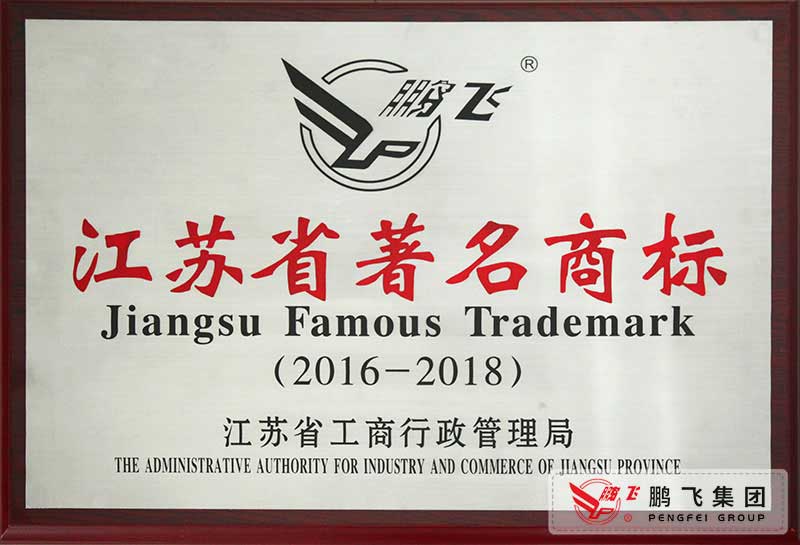 鹏飞®
江苏省著名商标
Jiangsu Famous Trademark
(2016-2018)
江苏省工商行政管理局
THE ADMINISTRATIVE AUTHORITY FOR INDUSTRY AND COMMERCE OF JIANGSU PROVINCE
鹏飞® 鹏飞集团
PENGFEI GROUP